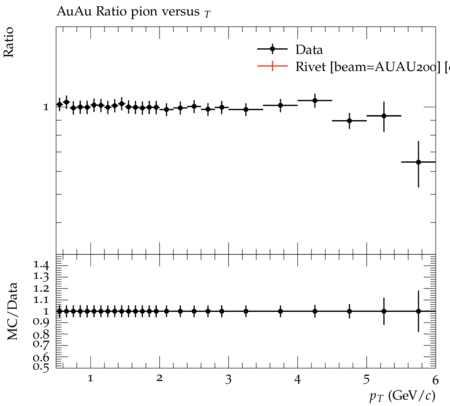 AuAu Ratio pion versus T
Ratio
Data
Rivet [beam=AUAU200] [
1
MC/Data
1.4
1.3
1.2
1.1
1
0.9
0.8
0.7
0.6
0.5
1 2 3 4 5 6
pT (GeV/c)